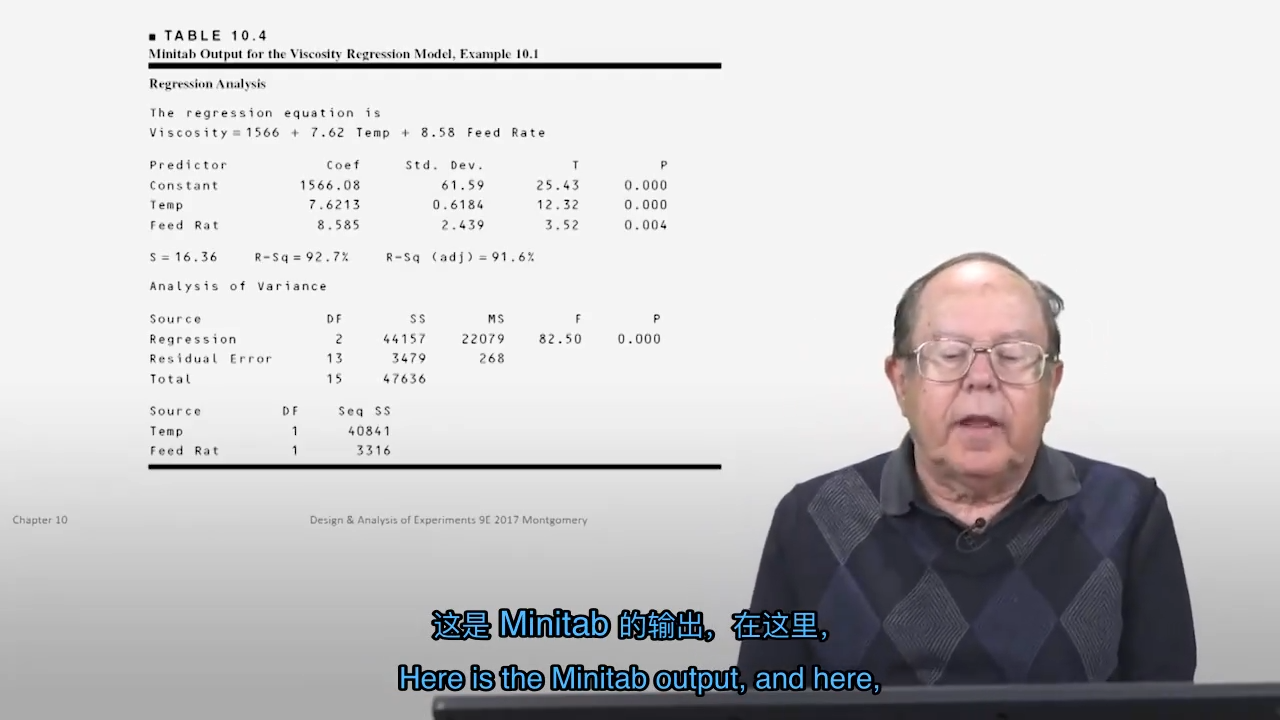 ■ TABLE 10.4
Minitab Output for the Viscosity Regression Model, Example 10.1
Regression Analysis
The regression equation is
Viscosity = 1566 + 7.62 Temp + 8.58 Feed Rate
Predictor Coef Std. Dev. T P
Constant 1566.08 61.59 25.43 0.000
Temp 7.6213 0.6184 12.32 0.000
Feed Rat 8.585 2.439 3.52 0.004
S = 16.36 R-Sq = 92.7% R-Sq (adj) = 91.6%
Analysis of Variance
Source DF SS MS F P
Regression 2 44157 22079 82.50 0.000
Residual Error 13 3479 268
Total 15 47636
Source DF Seq SS
Temp 1 40841
Feed Rat 1 3316
Chapter 10 Design & Analysis of Experiments 9E 2017 Montgomery
这是 Minitab 的输出，在这里，
Here is the Minitab output, and here,